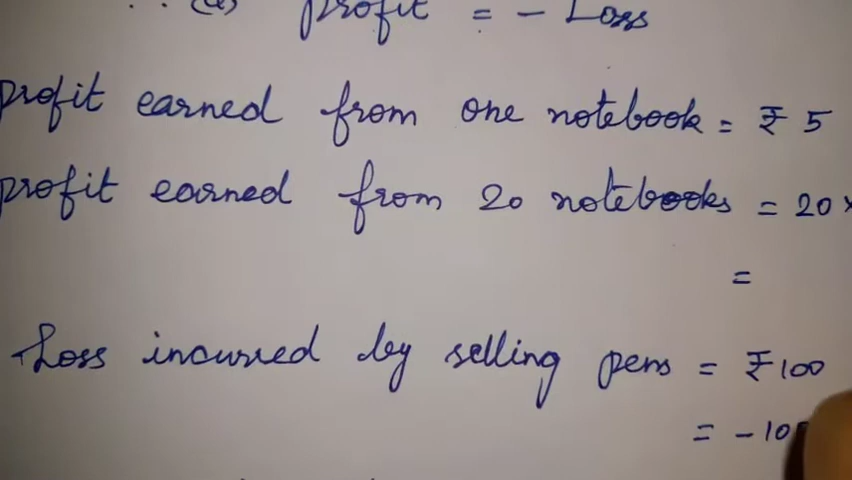 ∴ (a) profit = - Loss
profit earned from one notebook = ₹ 5
profit earned from 20 notebooks = 20 ×
=
Loss incurred by selling pens = ₹100
= - 10